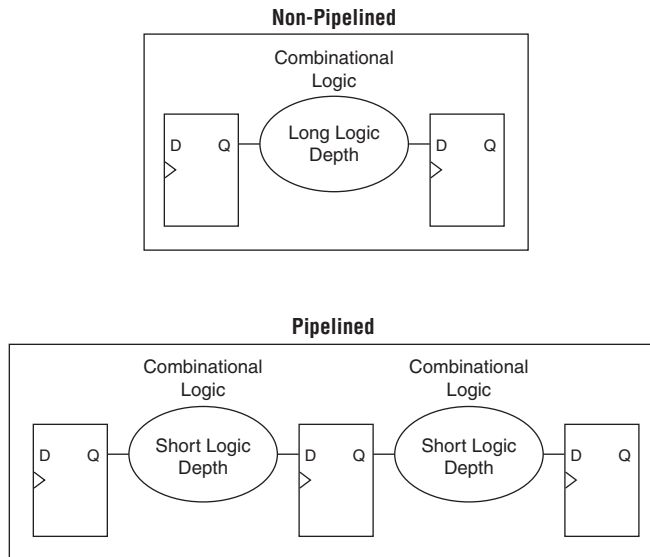 Non-Pipelined
Combinational
Logic
D Q
Long Logic
Depth
D Q
Pipelined
Combinational
Logic
Combinational
Logic
D Q
Short Logic
Depth
D Q
Short Logic
Depth
D Q